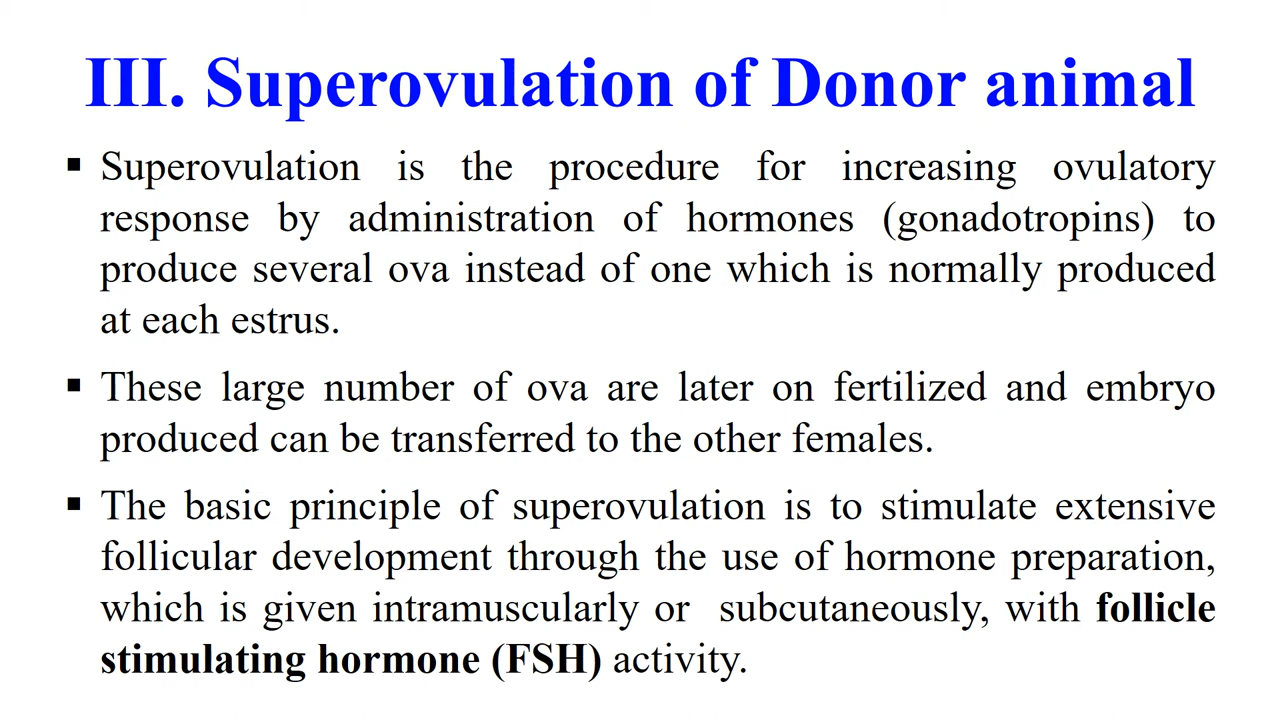 III. Superovulation of Donor animal
▪ Superovulation is the procedure for increasing ovulatory
response by administration of hormones (gonadotropins) to
produce several ova instead of one which is normally produced
at each estrus.
▪ These large number of ova are later on fertilized and embryo
produced can be transferred to the other females.
▪ The basic principle of superovulation is to stimulate extensive
follicular development through the use of hormone preparation,
which is given intramuscularly or subcutaneously, with follicle
stimulating hormone (FSH) activity.